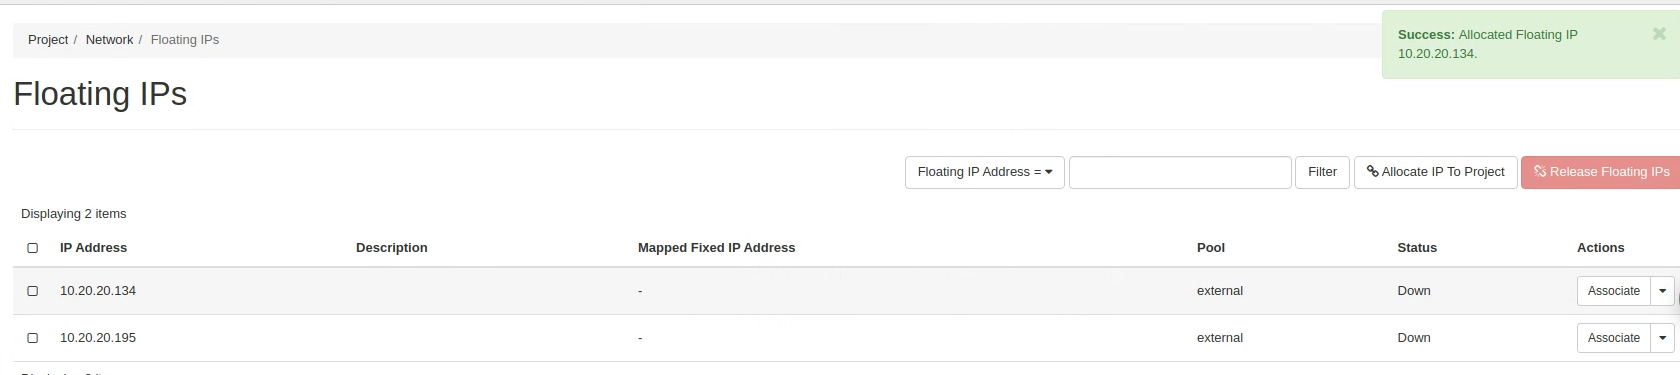 Project / Network / Floating IPs
Success: Allocated Floating IP
10.20.20.134.
Floating IPs
Floating IP Address = Filter Allocate IP To Project Release Floating IPs
Displaying 2 items
IP Address Description Mapped Fixed IP Address Pool Status Actions
10.20.20.134 - external Down Associate
10.20.20.195 - external Down Associate